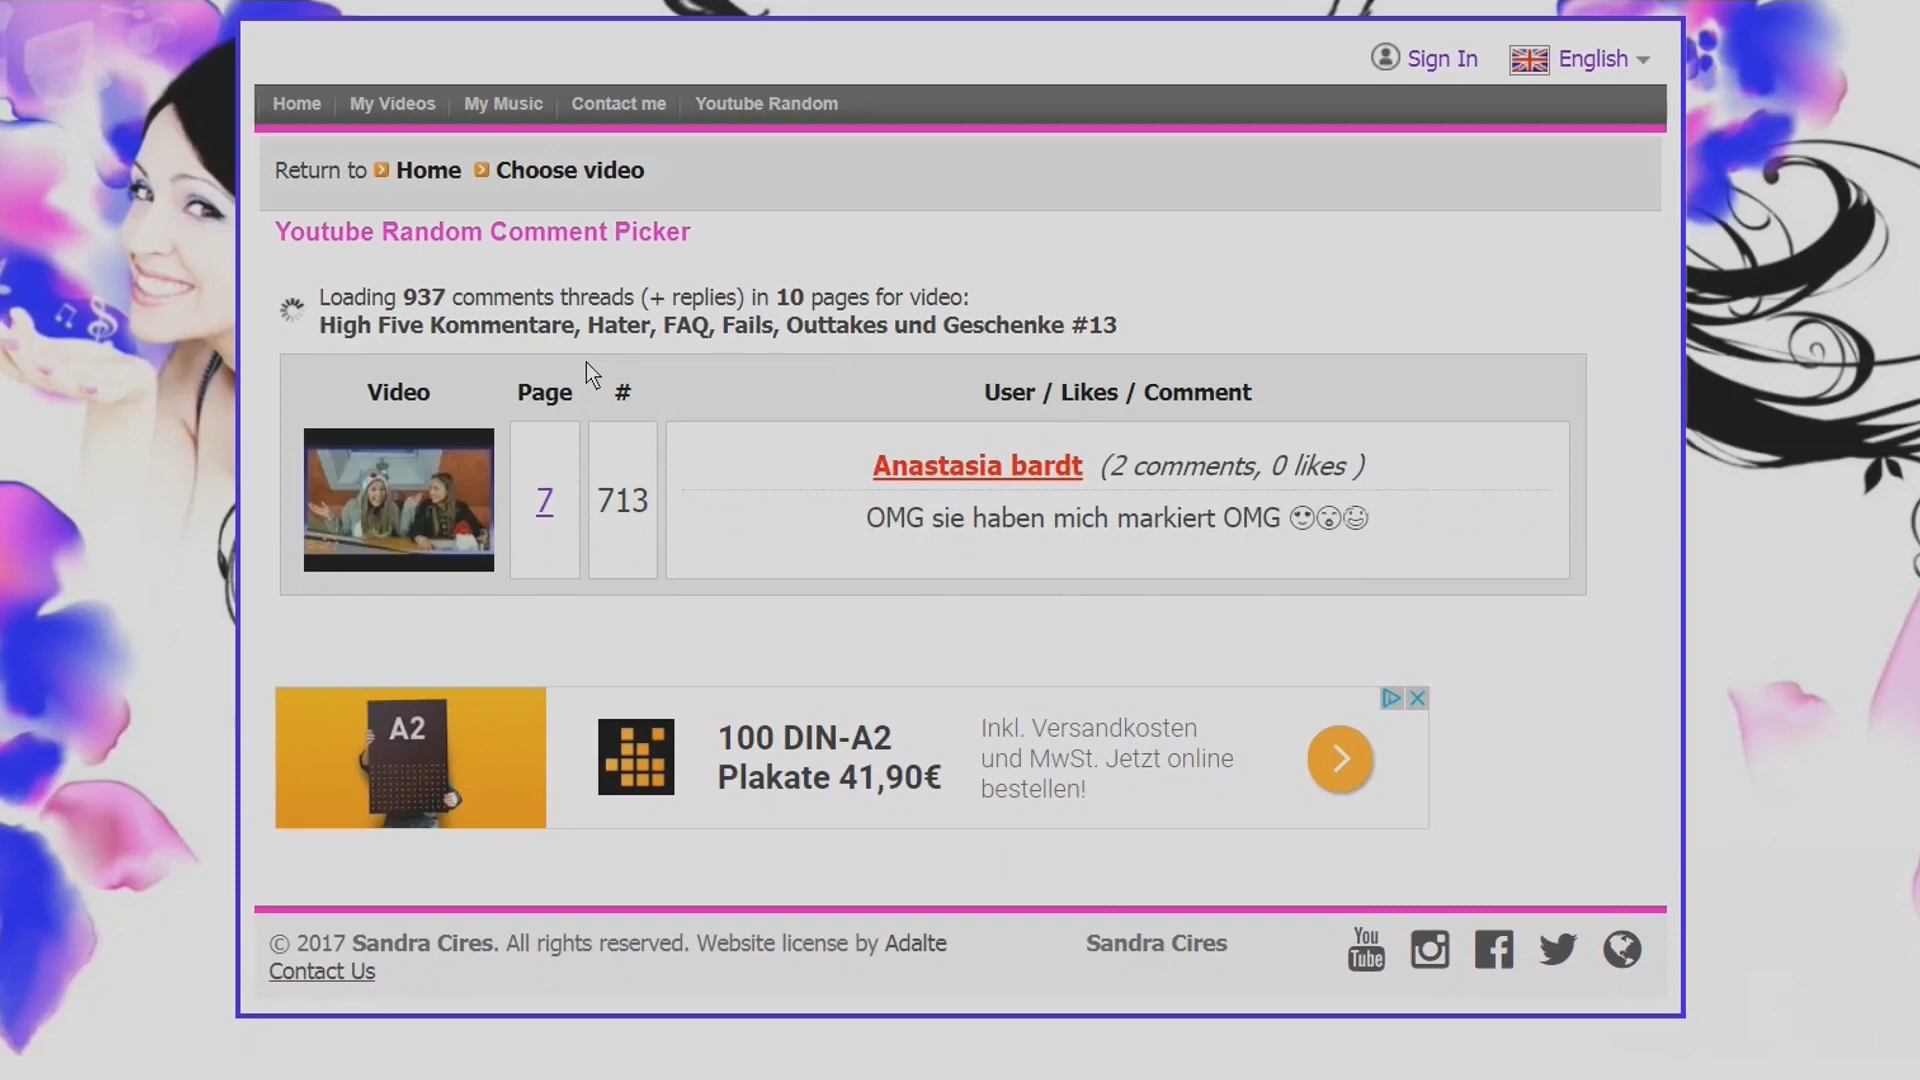 Sign In English
Home My Videos My Music Contact me Youtube Random
Return to Home Choose video
Youtube Random Comment Picker
Loading 937 comments threads (+ replies) in 10 pages for video:
High Five Kommentare, Hater, FAQ, Fails, Outtakes und Geschenke #13
Video Page # User / Likes / Comment
7 713 Anastasia bardt (2 comments, 0 likes )
OMG sie haben mich markiert OMG 😍😮😆
A2
100 DIN-A2
Plakate 41,90€
Inkl. Versandkosten
und MwSt. Jetzt online
bestellen!
© 2017 Sandra Cires. All rights reserved. Website license by Adalte
Contact Us
Sandra Cires
You
Tube